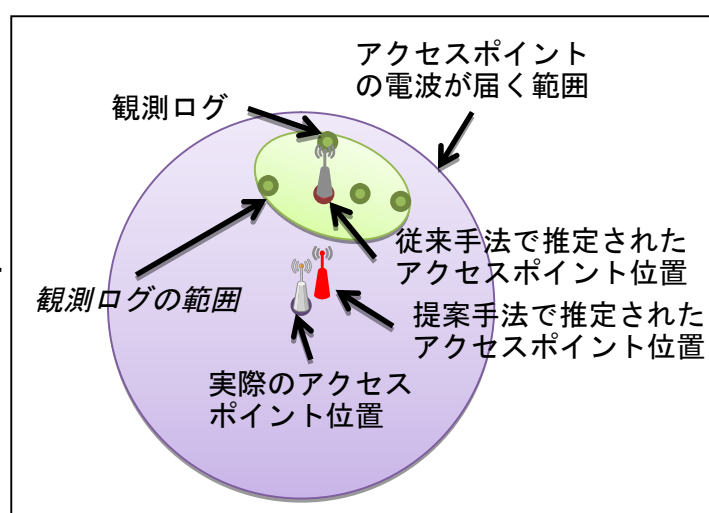 アクセスポイント
の電波が届く範囲
観測ログ
従来手法で推定された
アクセスポイント位置
観測ログの範囲
提案手法で推定された
アクセスポイント位置
実際のアクセス
ポイント位置